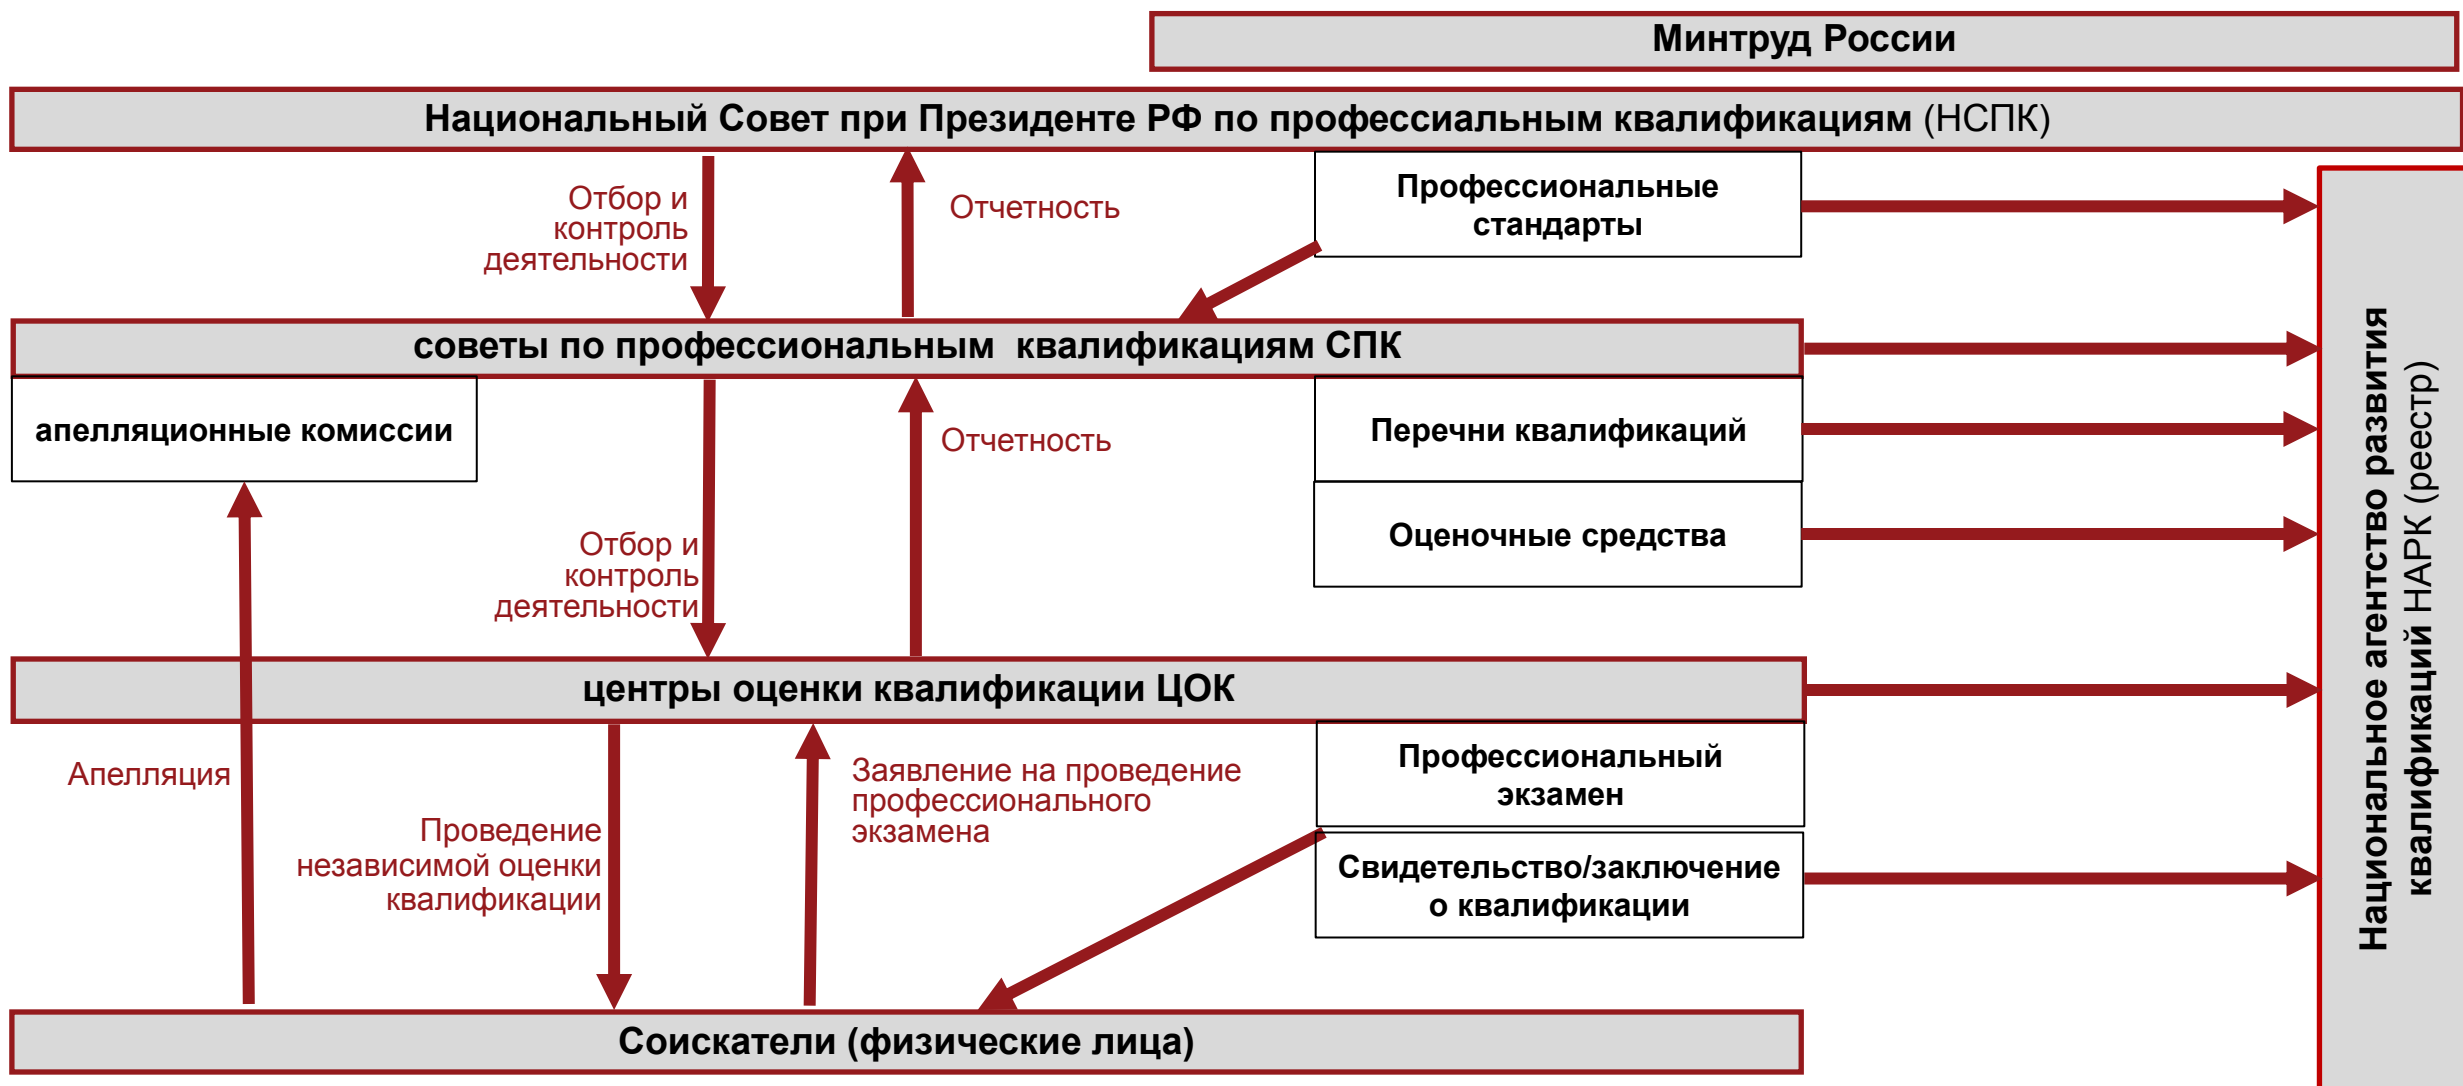 Минтруд России
Национальный Совет при Президенте РФ по профессиальным квалификациям (НСПК)
Отбор и
контроль
деятельности
Отчетность
Профессиональные
стандарты
советы по профессиональным квалификациям СПК
апелляционные комиссии
Отбор и
контроль
деятельности
Отчетность
Перечни квалификаций
Оценочные средства
центры оценки квалификации ЦОК
Апелляция
Проведение
независимой оценки
квалификации
Заявление на проведение
профессионального
экзамена
Профессиональный
экзамен
Свидетельство/заключение
о квалификации
Соискатели (физические лица)
Национальное агентство развития
квалификаций НАРК (реестр)